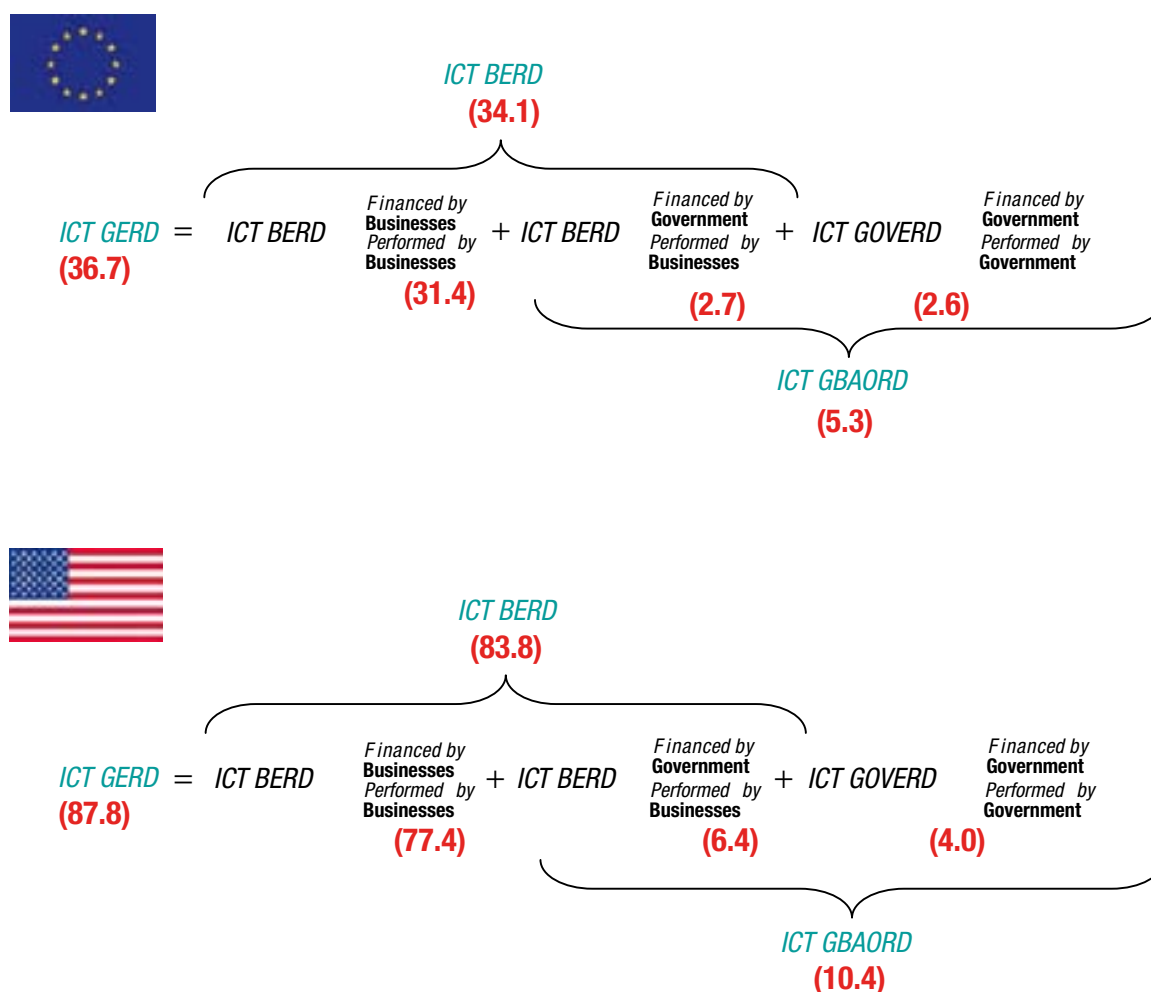 ICT BERD
(34.1)
ICT GERD = ICT BERD Financed by Businesses Performed by Businesses + ICT BERD Financed by Government Performed by Businesses + ICT GOVERD Financed by Government Performed by Government
(36.7) (31.4) (2.7) (2.6)
ICT GBAORD
(5.3)
ICT BERD
(83.8)
ICT GERD = ICT BERD Financed by Businesses Performed by Businesses + ICT BERD Financed by Government Performed by Businesses + ICT GOVERD Financed by Government Performed by Government
(87.8) (77.4) (6.4) (4.0)
ICT GBAORD
(10.4)